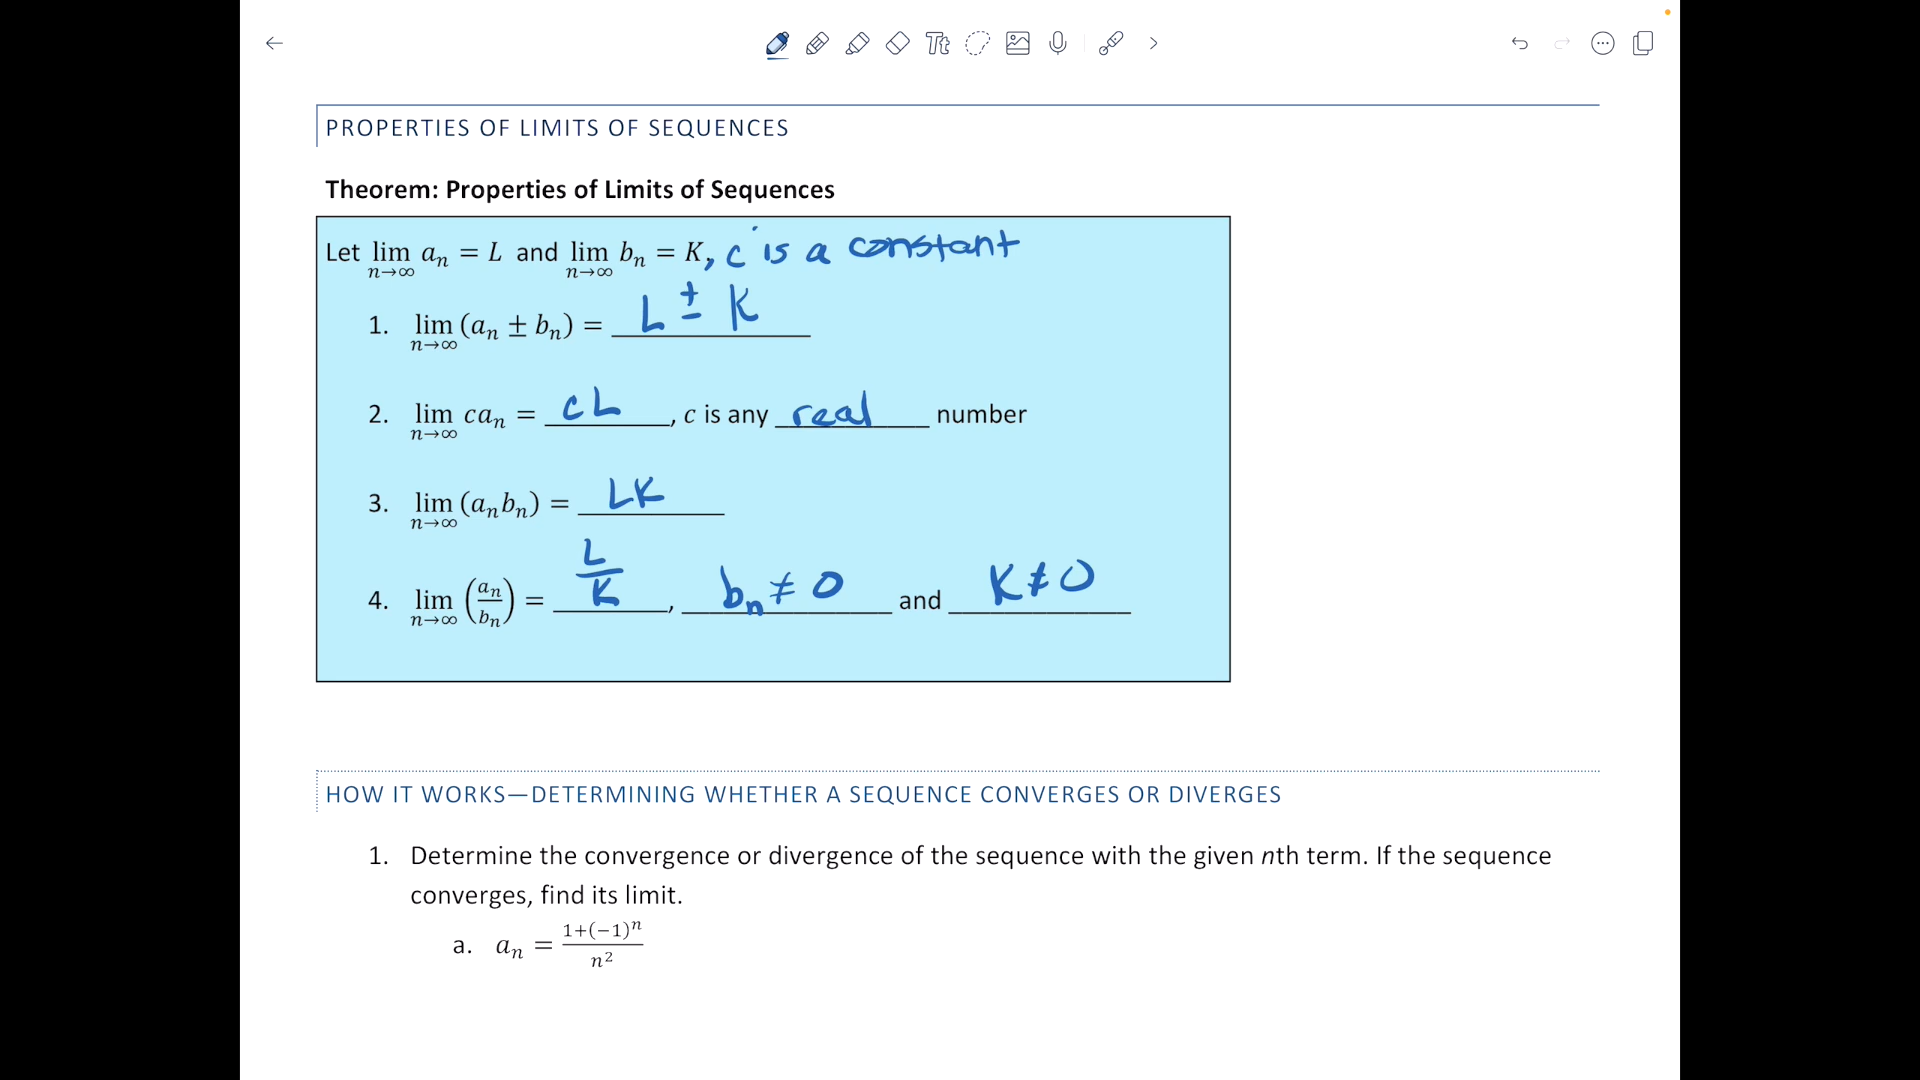 Tt
PROPERTIES OF LIMITS OF SEQUENCES
Theorem: Properties of Limits of Sequences
Let lim n→∞ aₙ = L and lim n→∞ bₙ = K, c is a constant
1. lim n→∞ (aₙ ± bₙ) = L ± K
2. lim n→∞ caₙ = cL, c is any real number
3. lim n→∞ (aₙbₙ) = LK
4. lim n→∞ (aₙ/bₙ) = L/K, bₙ ≠ 0 and K ≠ 0
HOW IT WORKS—DETERMINING WHETHER A SEQUENCE CONVERGES OR DIVERGES
1. Determine the convergence or divergence of the sequence with the given nth term. If the sequence
converges, find its limit.
a. aₙ = 1+(−1)ⁿ/n²